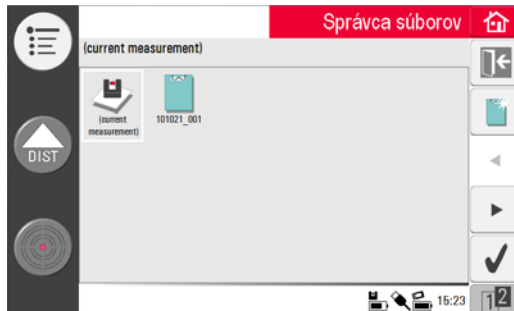 Správca súborov
(current measurement)
(current
measurement)
101021_001
DIST
15:23
1 2